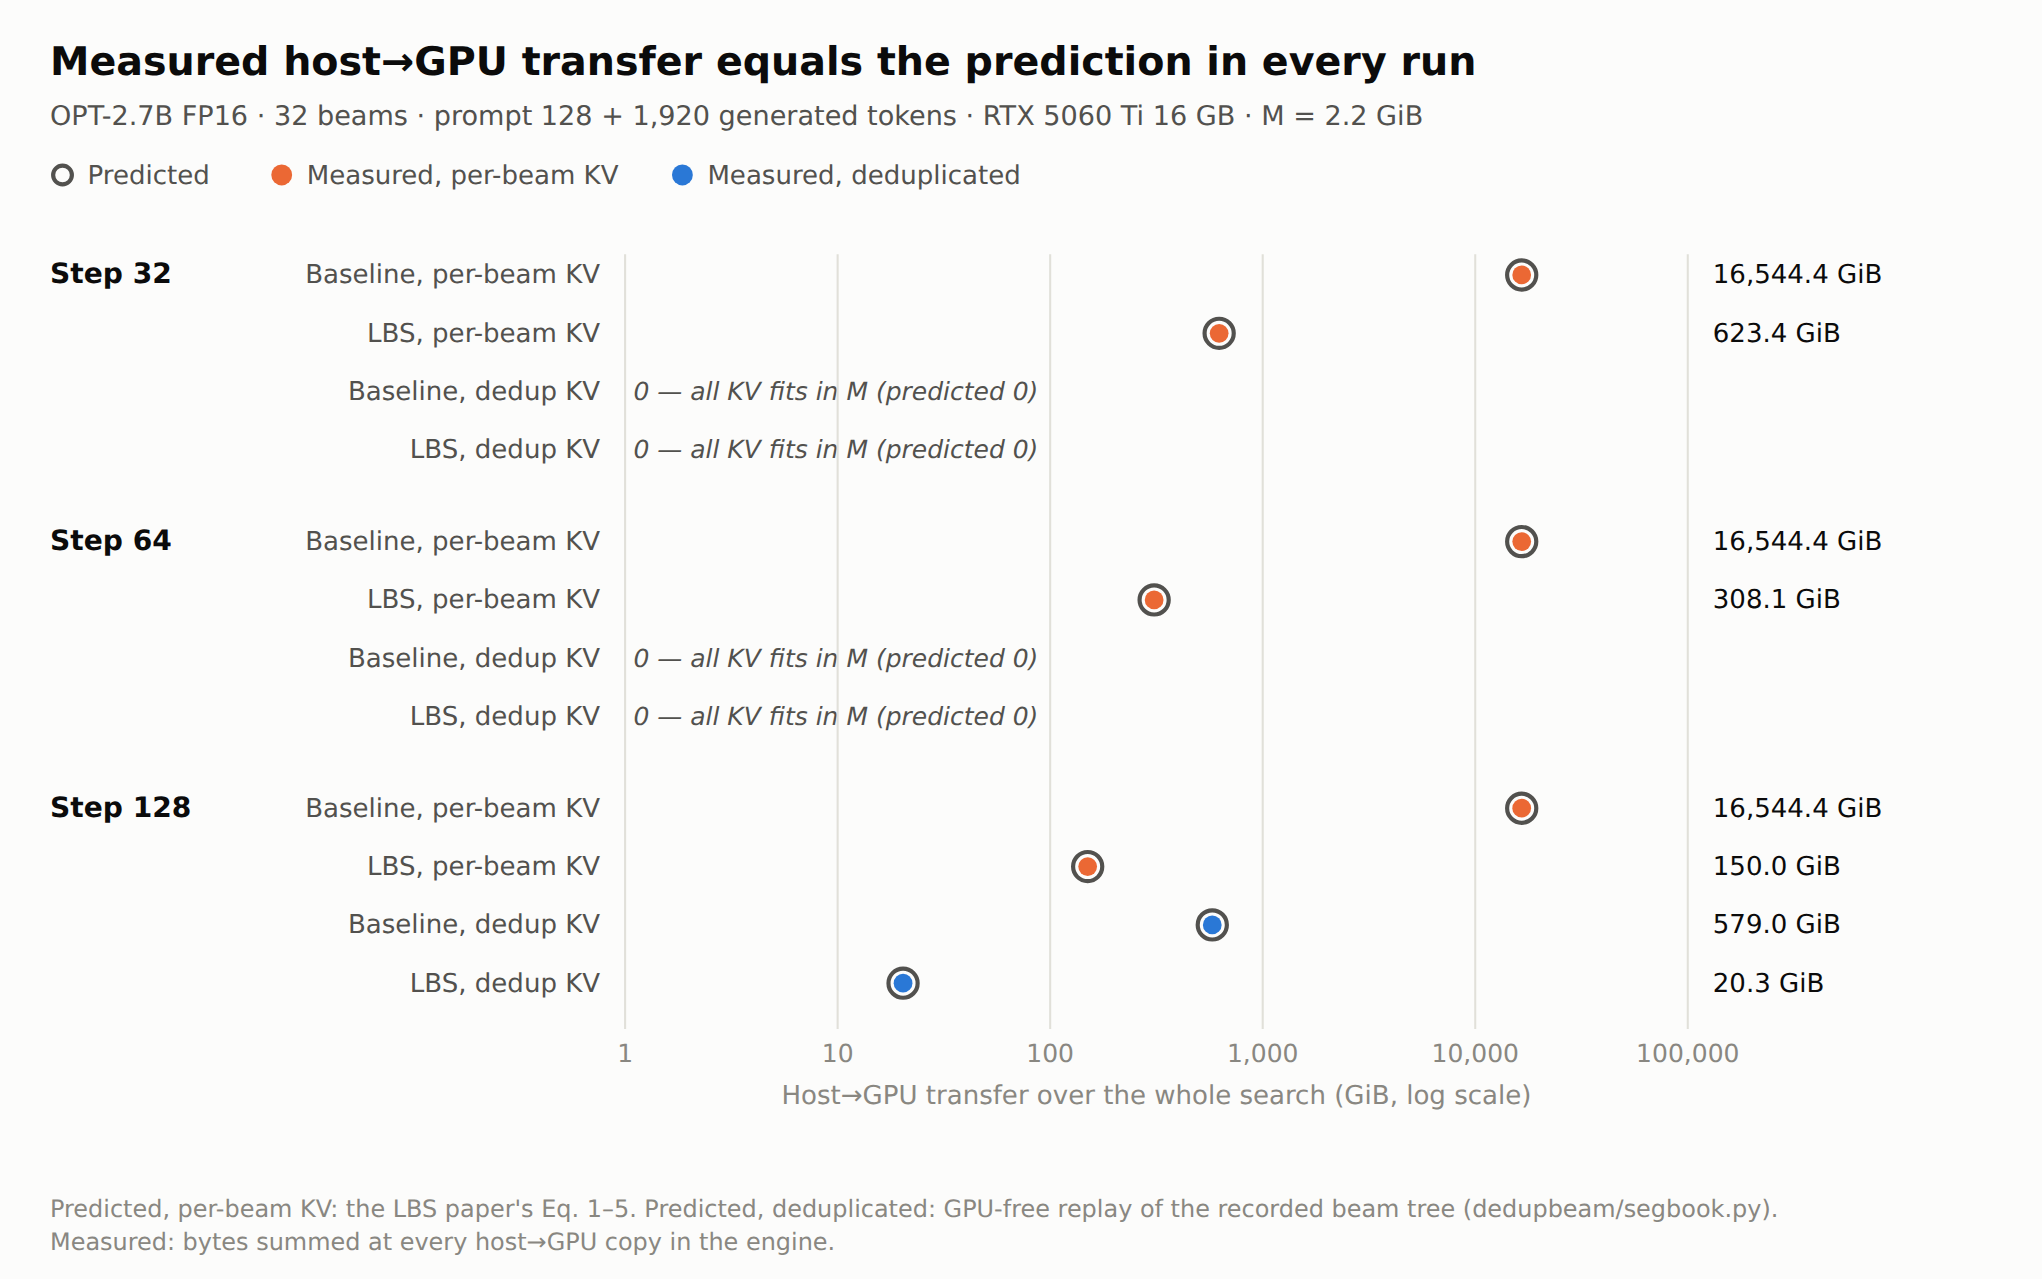 Measured host→GPU transfer equals the prediction in every run
OPT-2.7B FP16 · 32 beams · prompt 128 + 1,920 generated tokens · RTX 5060 Ti 16 GB · M = 2.2 GiB
Predicted Measured, per-beam KV Measured, deduplicated
Step 32 Baseline, per-beam KV 16,544.4 GiB
LBS, per-beam KV 623.4 GiB
Baseline, dedup KV 0 — all KV fits in M (predicted 0)
LBS, dedup KV 0 — all KV fits in M (predicted 0)
Step 64 Baseline, per-beam KV 16,544.4 GiB
LBS, per-beam KV 308.1 GiB
Baseline, dedup KV 0 — all KV fits in M (predicted 0)
LBS, dedup KV 0 — all KV fits in M (predicted 0)
Step 128 Baseline, per-beam KV 16,544.4 GiB
LBS, per-beam KV 150.0 GiB
Baseline, dedup KV 579.0 GiB
LBS, dedup KV 20.3 GiB
1 10 100 1,000 10,000 100,000
Host→GPU transfer over the whole search (GiB, log scale)
Predicted, per-beam KV: the LBS paper's Eq. 1–5. Predicted, deduplicated: GPU-free replay of the recorded beam tree (dedupbeam/segbook.py).
Measured: bytes summed at every host→GPU copy in the engine.